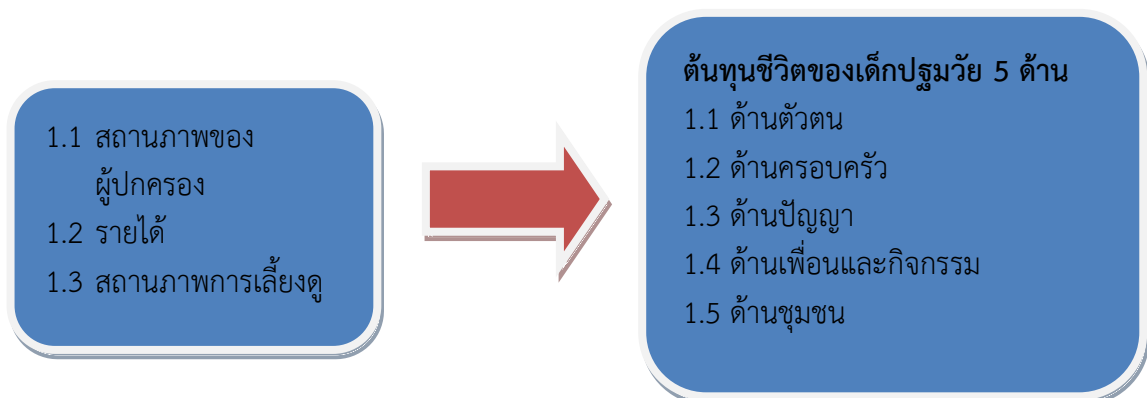 1.1 สถานภาพของ
ผู้ปกครอง
1.2 รายได้
1.3 สถานภาพการเลี้ยงดู
ต้นทุนชีวิตของเด็กปฐมวัย 5 ด้าน
1.1 ด้านตัวตน
1.2 ด้านครอบครัว
1.3 ด้านปัญญา
1.4 ด้านเพื่อนและกิจกรรม
1.5 ด้านชุมชน